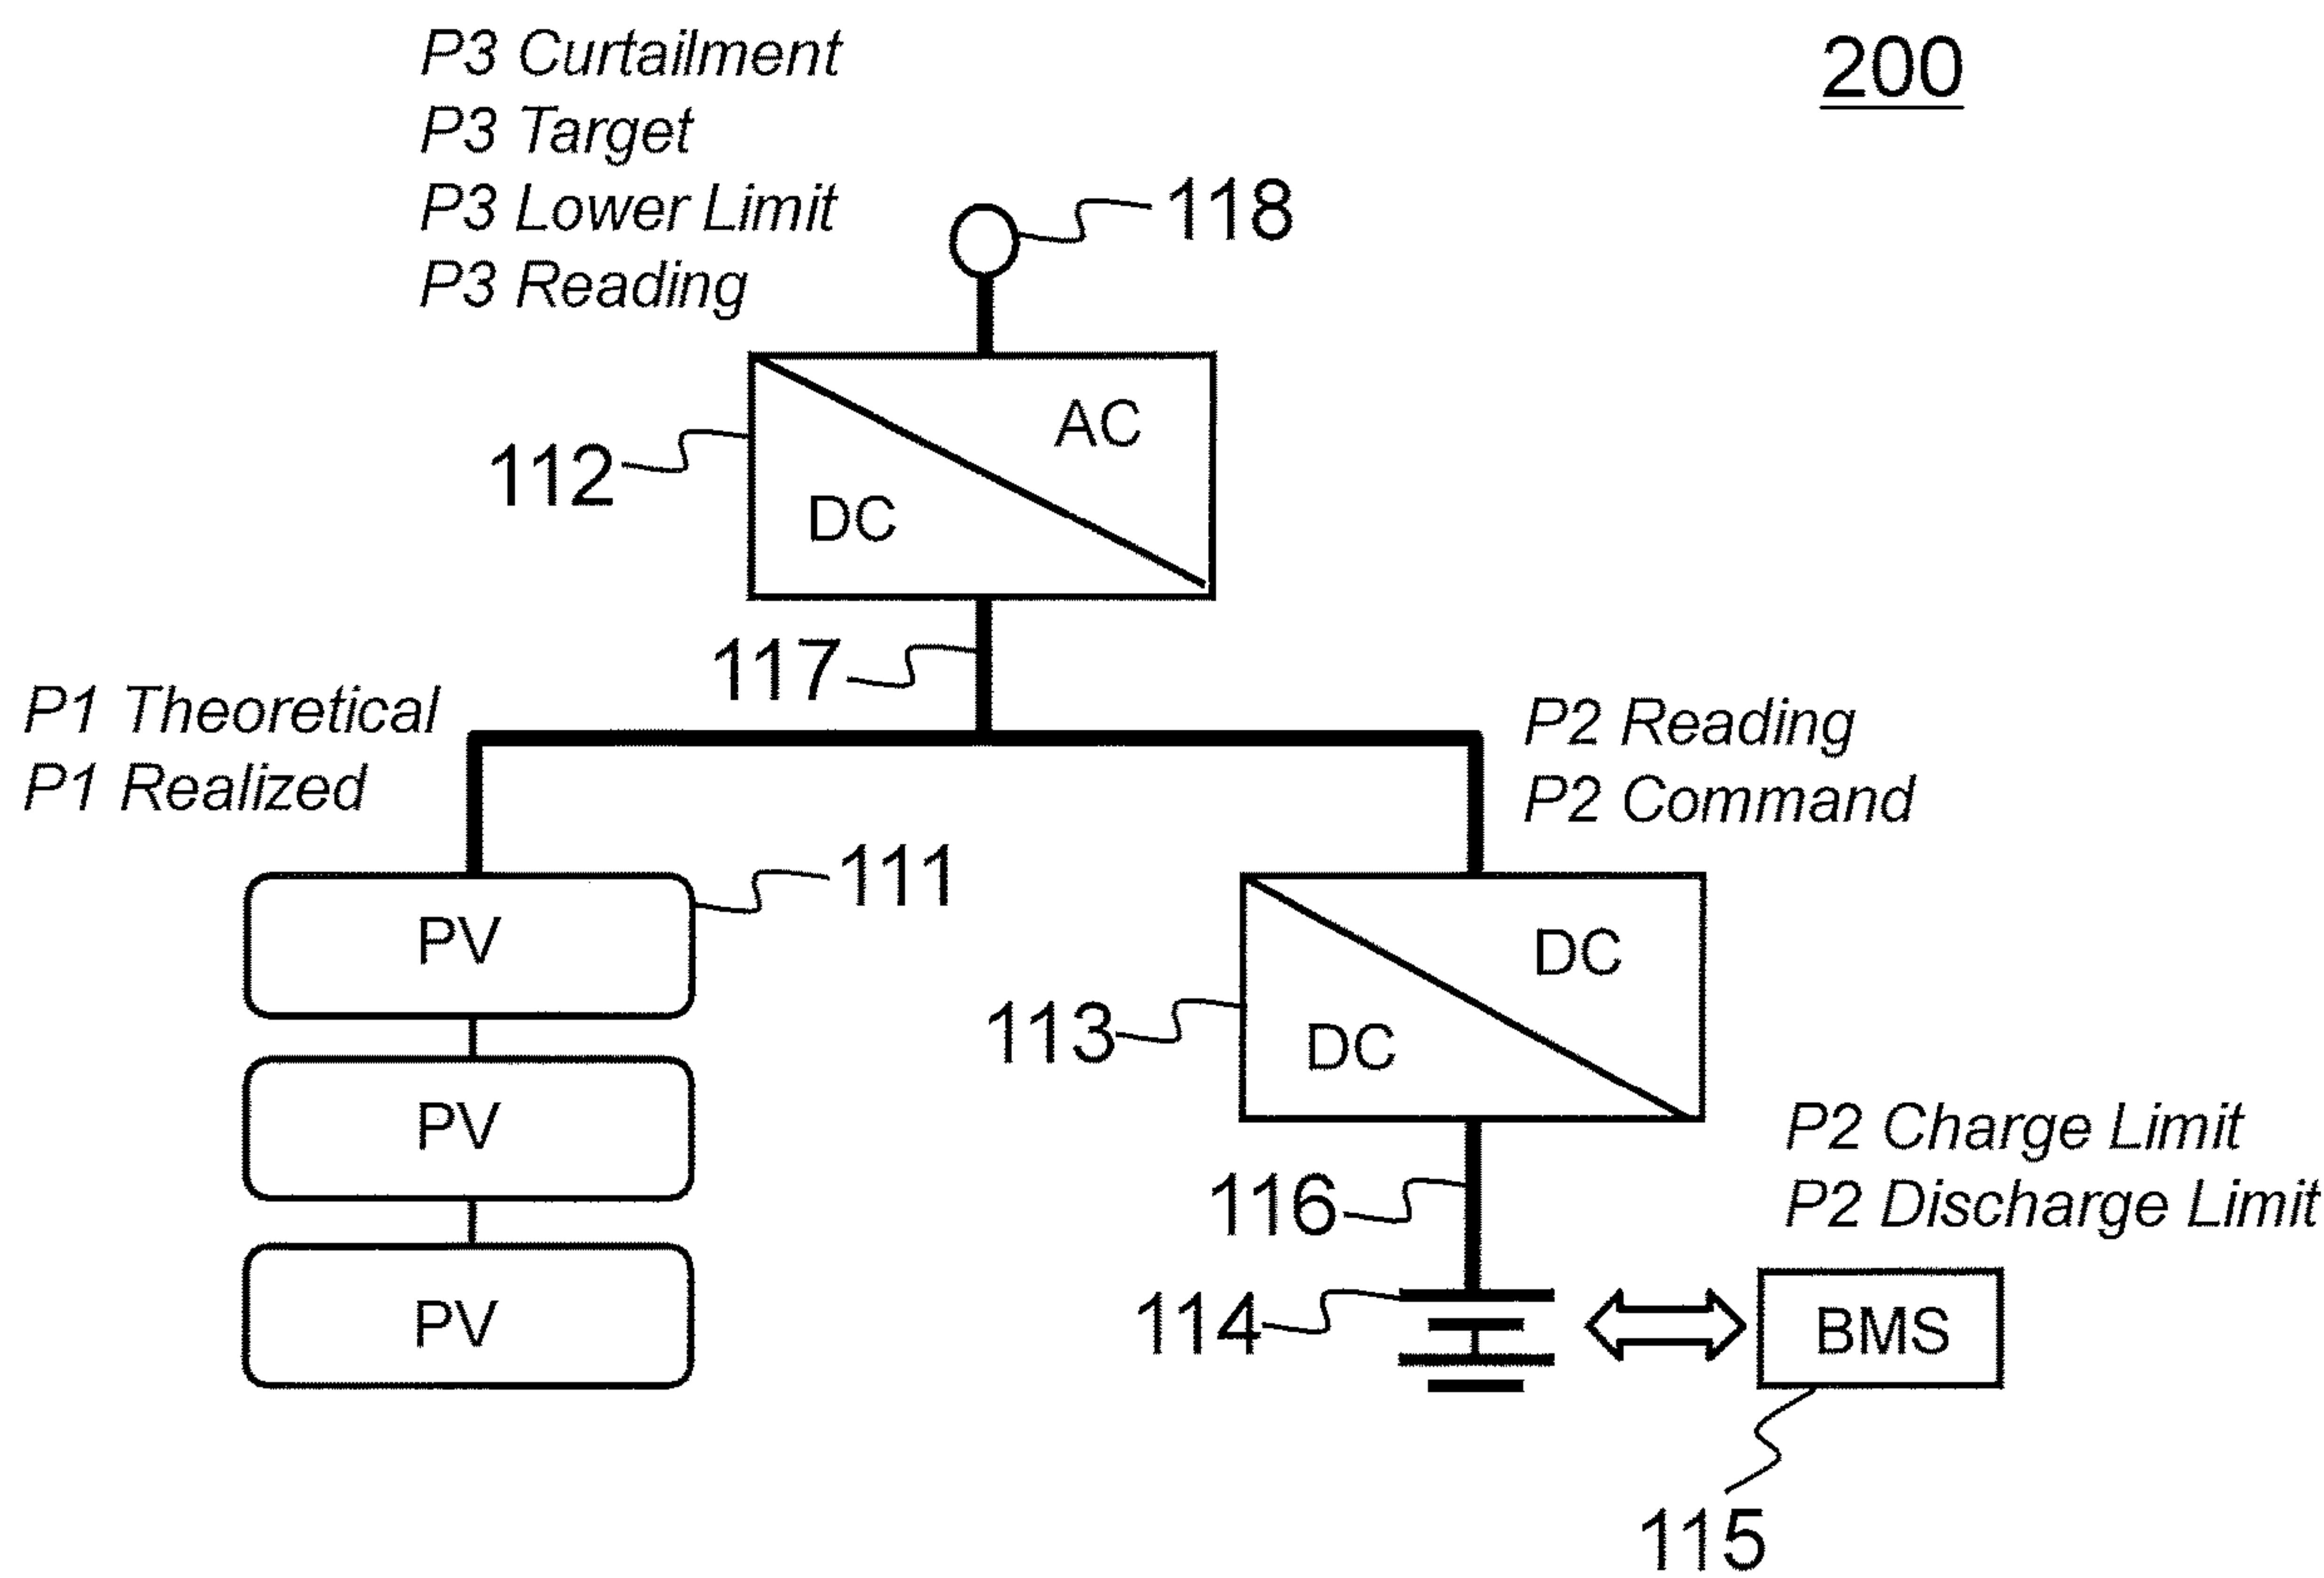 P3 Curtailment
200
P3 Target
P3 Lower Limit
118
P3 Reading
AC
112
DC
117
P1 Theoretical
P2 Reading
P1 Realized
P2 Command
111
PV
DC
113
DC
PV
P2 Charge Limit
116
P2 Discharge Limit
114
PV
BMS
115